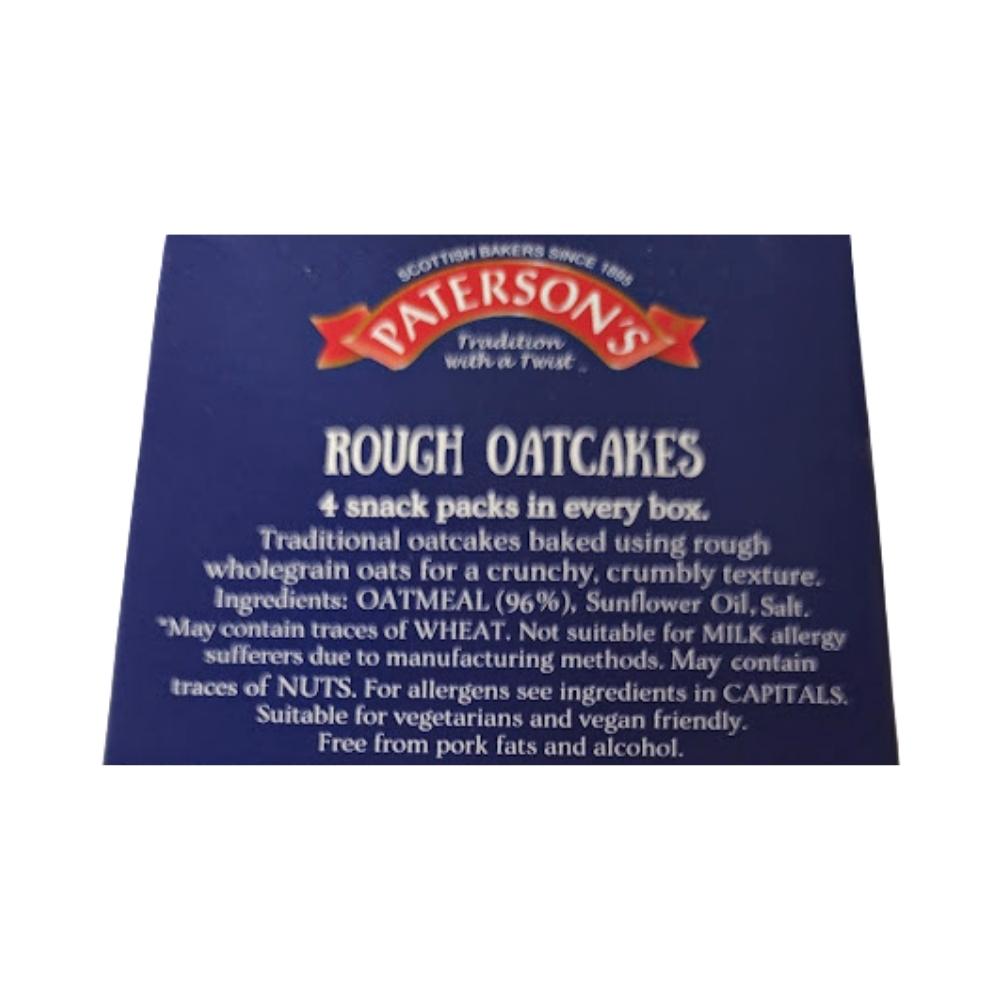 SCOTTISH BAKERS SINCE 1895
PATERSON'S
Tradition
with a Twist
ROUGH OATCAKES
4 snack packs in every box.
Traditional oatcakes baked using rough
wholegrain oats for a crunchy, crumbly texture.
Ingredients: OATMEAL (96%), Sunflower Oil, Salt.
*May contain traces of WHEAT. Not suitable for MILK allergy
sufferers due to manufacturing methods. May contain
traces of NUTS. For allergens see ingredients in CAPITALS.
Suitable for vegetarians and vegan friendly.
Free from pork fats and alcohol.